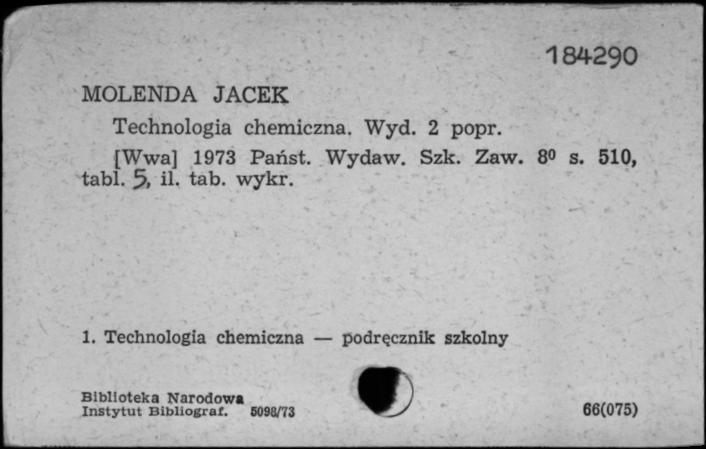 184290
MOLENDA JACEK
Technologia chemiczna. Wyd. 2 popr.
[Wwa] 1973 Państ. Wydaw. Szk. Zaw. 8⁰ s. 510,
tabl. 5, il. tab. wykr.
1. Technologia chemiczna — podręcznik szkolny
Biblioteka Narodowa
Instytut Bibliograf. 5098/73
66(075)